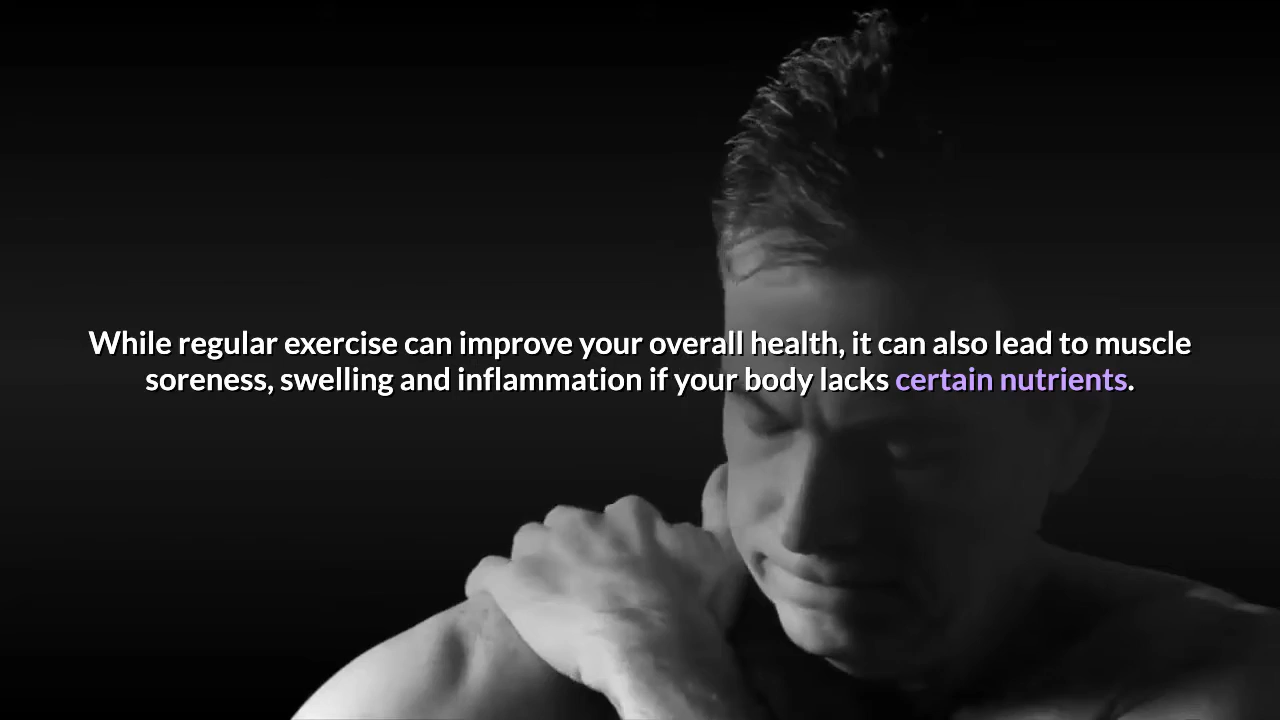 While regular exercise can improve your overall health, it can also lead to muscle
soreness, swelling and inflammation if your body lacks certain nutrients.